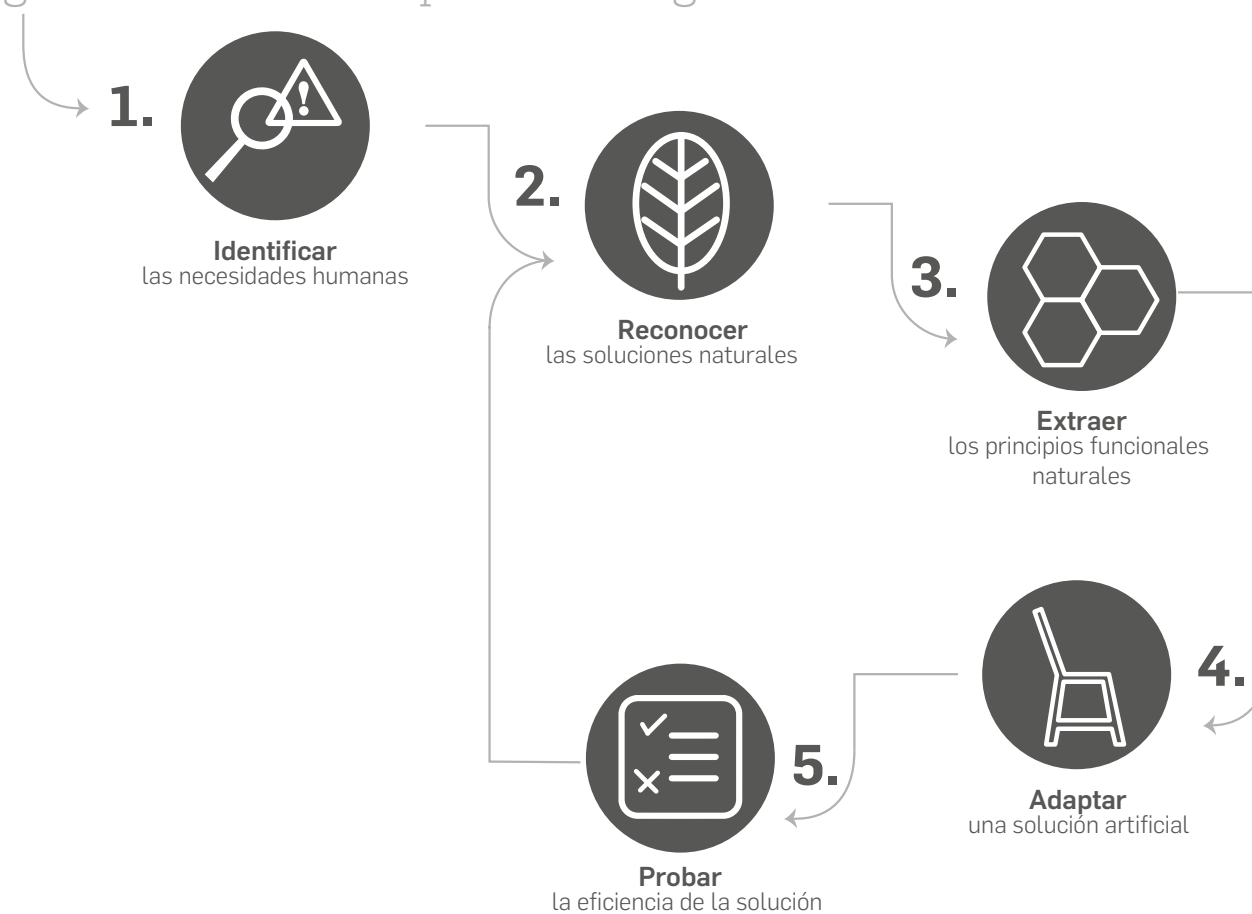 1.
Identificar
las necesidades humanas
2.
Reconocer
las soluciones naturales
3.
Extraer
los principios funcionales
naturales
4.
Adaptar
una solución artificial
5.
Probar
la eficiencia de la solución